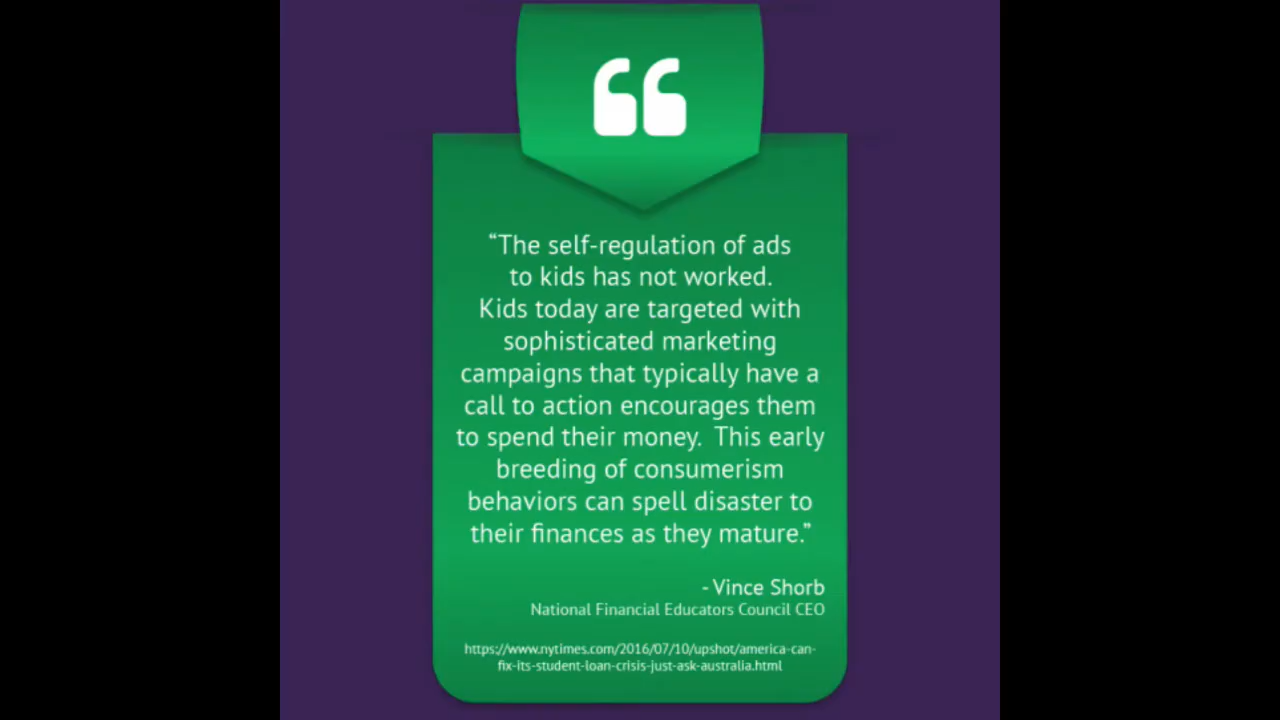 “The self-regulation of ads
to kids has not worked.
Kids today are targeted with
sophisticated marketing
campaigns that typically have a
call to action encourages them
to spend their money.  This early
breeding of consumerism
behaviors can spell disaster to
their finances as they mature.”
- Vince Shorb
National Financial Educators Council CEO
https://www.nytimes.com/2016/07/10/upshot/america-can-
fix-its-student-loan-crisis-just-ask-australia.html